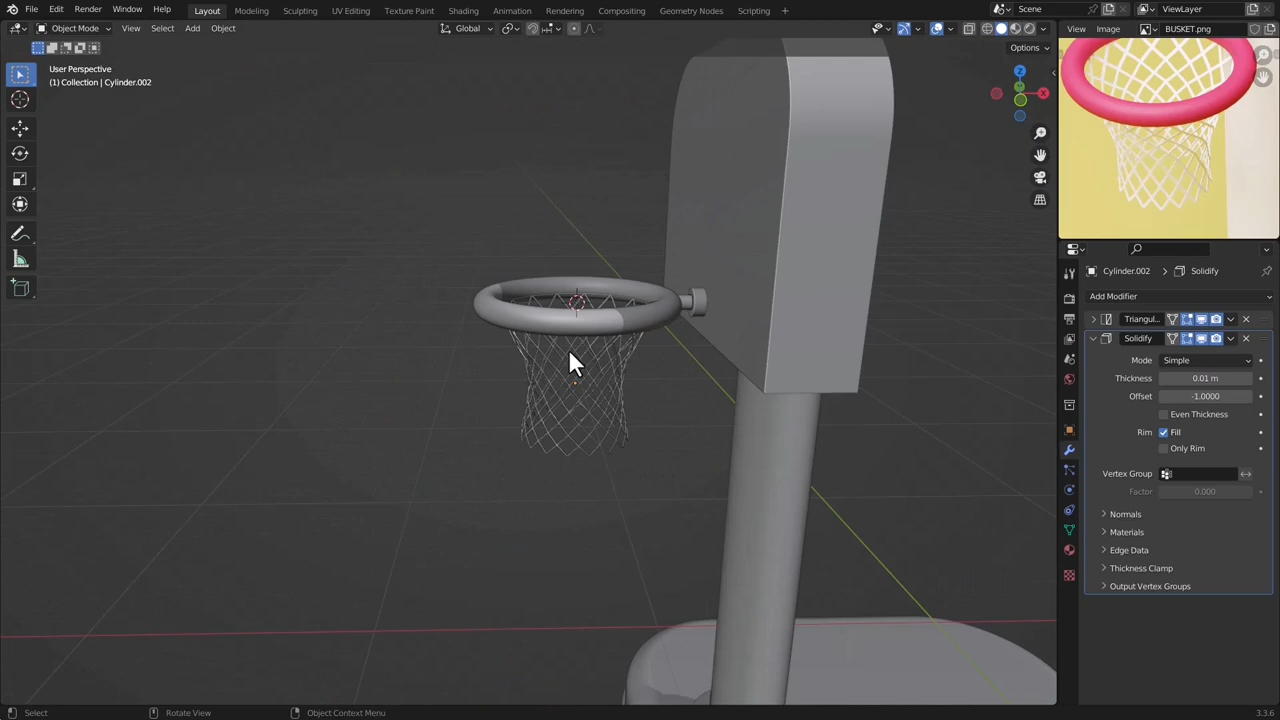 File Edit Render Window Help Layout Modeling Sculpting UV Editing Texture Paint Shading Animation Rendering Compositing Geometry Nodes Scripting Scene ViewLayer
Object Mode View Select Add Object Global View Image BUSKET.png
Options
User Perspective
(1) Collection | Cylinder.002
Z
X
Cylinder.002 Solidify
Add Modifier
Triangul...
Solidify
Mode Simple
Thickness 0.01 m
Offset -1.0000
Even Thickness
Rim Fill
Only Rim
Vertex Group
Factor 0.000
Normals
Materials
Edge Data
Thickness Clamp
Output Vertex Groups
Select Rotate View Object Context Menu 3.3.6